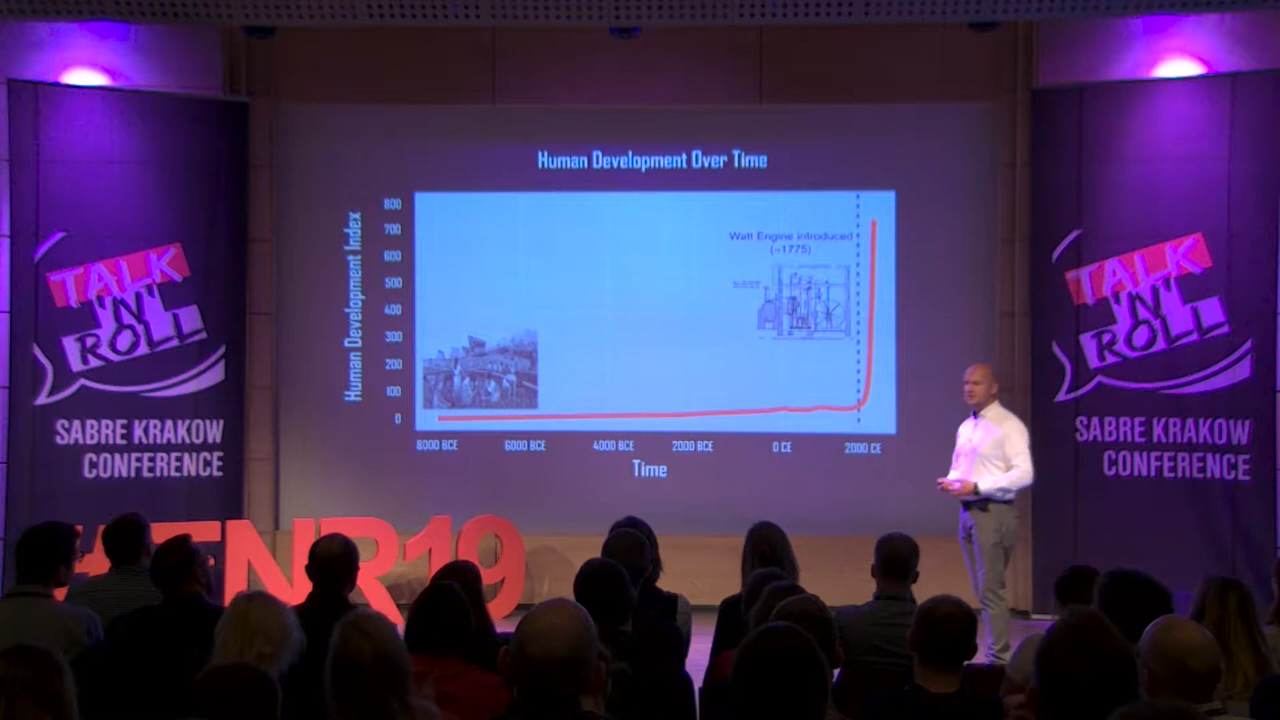 Human Development Over Time
Human Development Index
800
700
600
500
400
300
200
100
0
Watt Engine introduced
(~1775)
8000 BCE
6000 BCE
4000 BCE
2000 BCE
0 CE
2000 CE
Time
TALK
'N'
ROLL
SABRE KRAKOW
CONFERENCE
TALK
'N'
ROLL
SABRE KRAKOW
CONFERENCE
#TNR19